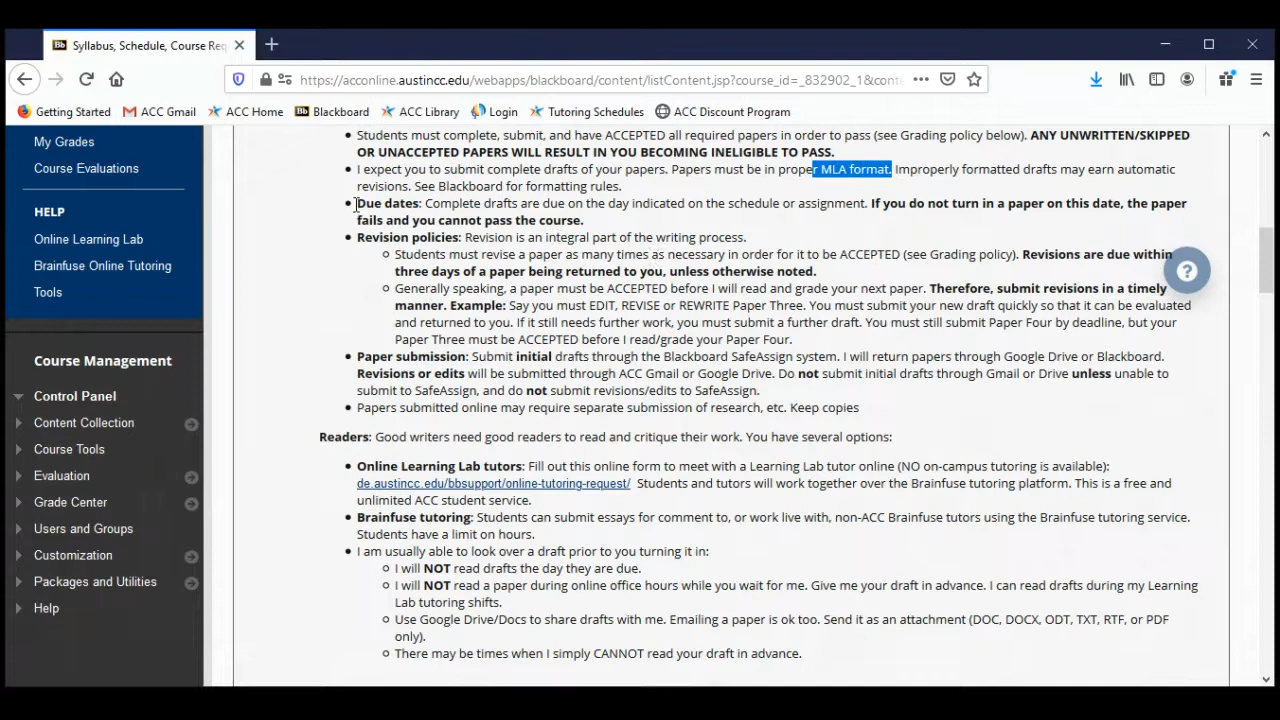 Bb Syllabus, Schedule, Course Req
https://acconline.austincc.edu/webapps/blackboard/content/listContent.jsp?course_id=_832902_1&cont
Getting Started ACC Gmail ACC Home Bb Blackboard ACC Library Login Tutoring Schedules ACC Discount Program
My Grades
Course Evaluations
HELP
Online Learning Lab
Brainfuse Online Tutoring
Tools
Course Management
Control Panel
Content Collection
Course Tools
Evaluation
Grade Center
Users and Groups
Customization
Packages and Utilities
Help
Students must complete, submit, and have ACCEPTED all required papers in order to pass (see Grading policy below). ANY UNWRITTEN/SKIPPED
OR UNACCEPTED PAPERS WILL RESULT IN YOU BECOMING INELIGIBLE TO PASS.
I expect you to submit complete drafts of your papers. Papers must be in proper MLA format. Improperly formatted drafts may earn automatic
revisions. See Blackboard for formatting rules.
Due dates: Complete drafts are due on the day indicated on the schedule or assignment. If you do not turn in a paper on this date, the paper
fails and you cannot pass the course.
Revision policies: Revision is an integral part of the writing process.
Students must revise a paper as many times as necessary in order for it to be ACCEPTED (see Grading policy). Revisions are due within
three days of a paper being returned to you, unless otherwise noted.
Generally speaking, a paper must be ACCEPTED before I will read and grade your next paper. Therefore, submit revisions in a timely
manner. Example: Say you must EDIT, REVISE or REWRITE Paper Three. You must submit your new draft quickly so that it can be evaluated
and returned to you. If it still needs further work, you must submit a further draft. You must still submit Paper Four by deadline, but your
Paper Three must be ACCEPTED before I read/grade your Paper Four.
Paper submission: Submit initial drafts through the Blackboard SafeAssign system. I will return papers through Google Drive or Blackboard.
Revisions or edits will be submitted through ACC Gmail or Google Drive. Do not submit initial drafts through Gmail or Drive unless unable to
submit to SafeAssign, and do not submit revisions/edits to SafeAssign.
Papers submitted online may require separate submission of research, etc. Keep copies
Readers: Good writers need good readers to read and critique their work. You have several options:
Online Learning Lab tutors: Fill out this online form to meet with a Learning Lab tutor online (NO on-campus tutoring is available):
de.austincc.edu/bbsupport/online-tutoring-request/ Students and tutors will work together over the Brainfuse tutoring platform. This is a free and
unlimited ACC student service.
Brainfuse tutoring: Students can submit essays for comment to, or work live with, non-ACC Brainfuse tutors using the Brainfuse tutoring service.
Students have a limit on hours.
I am usually able to look over a draft prior to you turning it in:
I will NOT read drafts the day they are due.
I will NOT read a paper during online office hours while you wait for me. Give me your draft in advance. I can read drafts during my Learning
Lab tutoring shifts.
Use Google Drive/Docs to share drafts with me. Emailing a paper is ok too. Send it as an attachment (DOC, DOCX, ODT, TXT, RTF, or PDF
only).
There may be times when I simply CANNOT read your draft in advance.